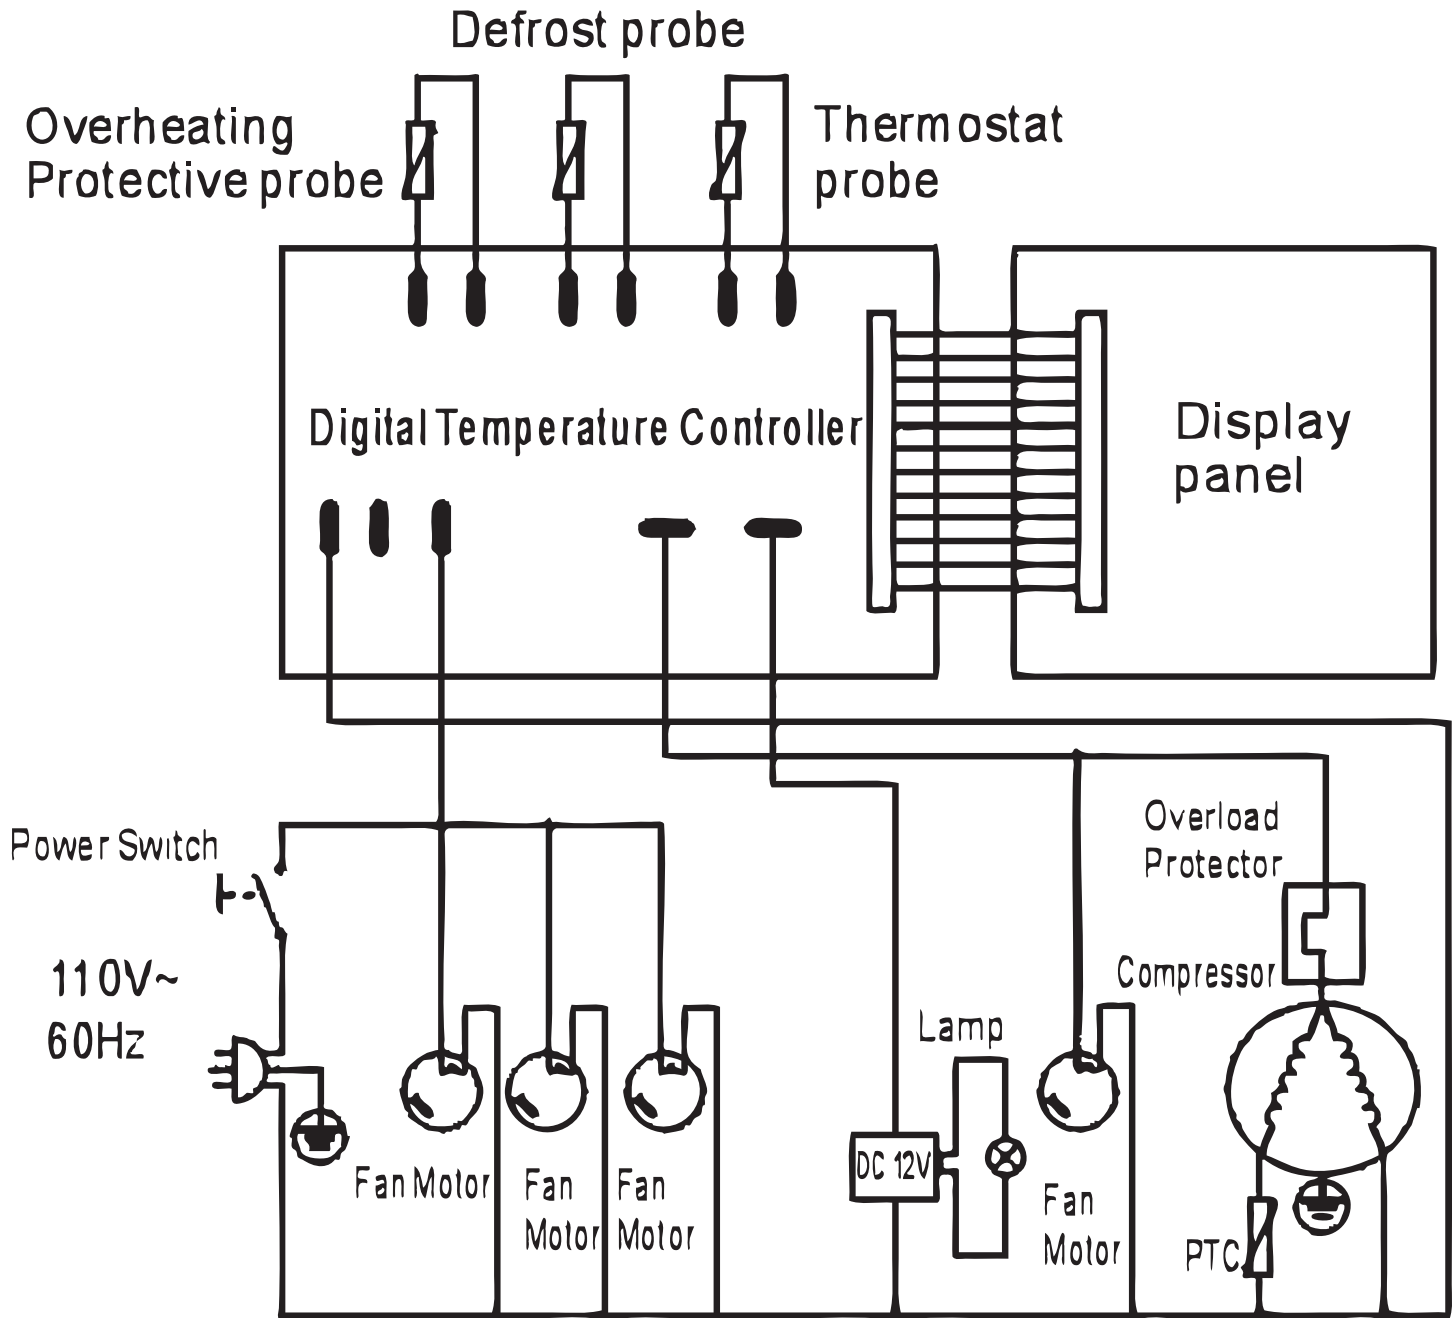 Defrost probe
Overheating
Protective probe
Thermostat
probe
Digital Temperature Controller
Display
panel
Power Switch
110V~
60Hz
Overload
Protector
Compressor
Lamp
DC 12V
Fan Motor
Fan
Motor
Fan
Motor
Fan
Motor
PTC